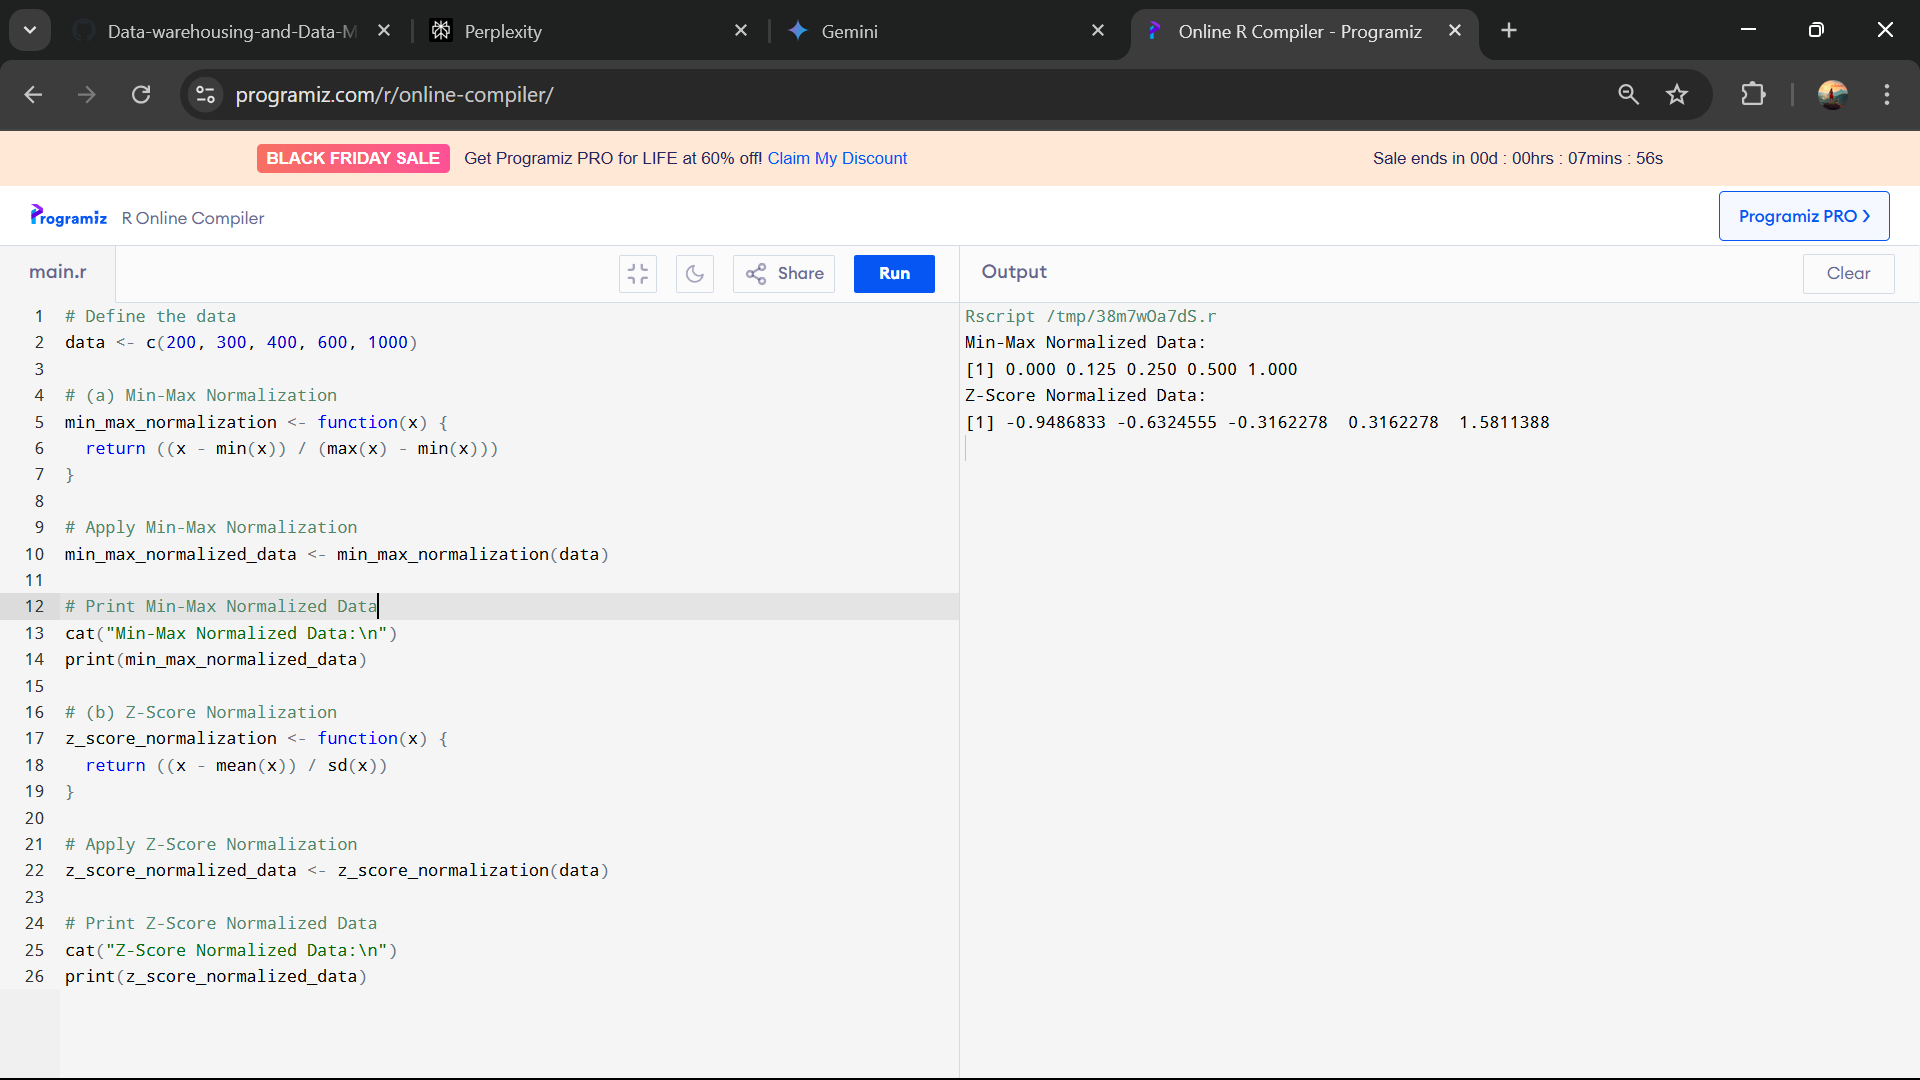 Data-warehousing-and-Data-M
Perplexity
Gemini
Online R Compiler - Programiz
programiz.com/r/online-compiler/
BLACK FRIDAY SALE Get Programiz PRO for LIFE at 60% off! Claim My Discount
Sale ends in 00d : 00hrs : 07mins : 56s
Programiz R Online Compiler
Programiz PRO >
main.r
Share
Run
Output
Clear
1 # Define the data
2 data <- c(200, 300, 400, 600, 1000)
3
4 # (a) Min-Max Normalization
5 min_max_normalization <- function(x) {
6 return ((x - min(x)) / (max(x) - min(x)))
7 }
8
9 # Apply Min-Max Normalization
10 min_max_normalized_data <- min_max_normalization(data)
11
12 # Print Min-Max Normalized Data
13 cat("Min-Max Normalized Data:\n")
14 print(min_max_normalized_data)
15
16 # (b) Z-Score Normalization
17 z_score_normalization <- function(x) {
18 return ((x - mean(x)) / sd(x))
19 }
20
21 # Apply Z-Score Normalization
22 z_score_normalized_data <- z_score_normalization(data)
23
24 # Print Z-Score Normalized Data
25 cat("Z-Score Normalized Data:\n")
26 print(z_score_normalized_data)
Rscript /tmp/38m7wOa7dS.r
Min-Max Normalized Data:
[1] 0.000 0.125 0.250 0.500 1.000
Z-Score Normalized Data:
[1] -0.9486833 -0.6324555 -0.3162278  0.3162278  1.5811388